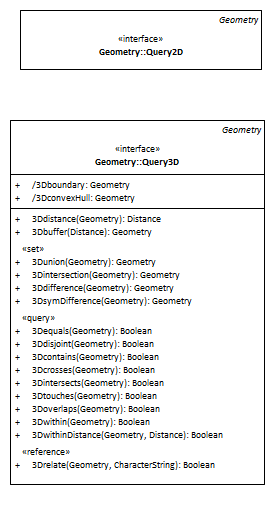 Geometry
«interface»
Geometry::Query2D
Geometry
«interface»
Geometry::Query3D
+ /3Dboundary: Geometry
+ /3DconvexHull: Geometry
+ 3Ddistance(Geometry): Distance
+ 3Dbuffer(Distance): Geometry
«set»
+ 3Dunion(Geometry): Geometry
+ 3Dintersection(Geometry): Geometry
+ 3Ddifference(Geometry): Geometry
+ 3DsymDifference(Geometry): Geometry
«query»
+ 3Dequals(Geometry): Boolean
+ 3Ddisjoint(Geometry): Boolean
+ 3Dcontains(Geometry): Boolean
+ 3Dcrosses(Geometry): Boolean
+ 3Dintersects(Geometry): Boolean
+ 3Dtouches(Geometry): Boolean
+ 3Doverlaps(Geometry): Boolean
+ 3Dwithin(Geometry): Boolean
+ 3DwithinDistance(Geometry, Distance): Boolean
«reference»
+ 3Drelate(Geometry, CharacterString): Boolean